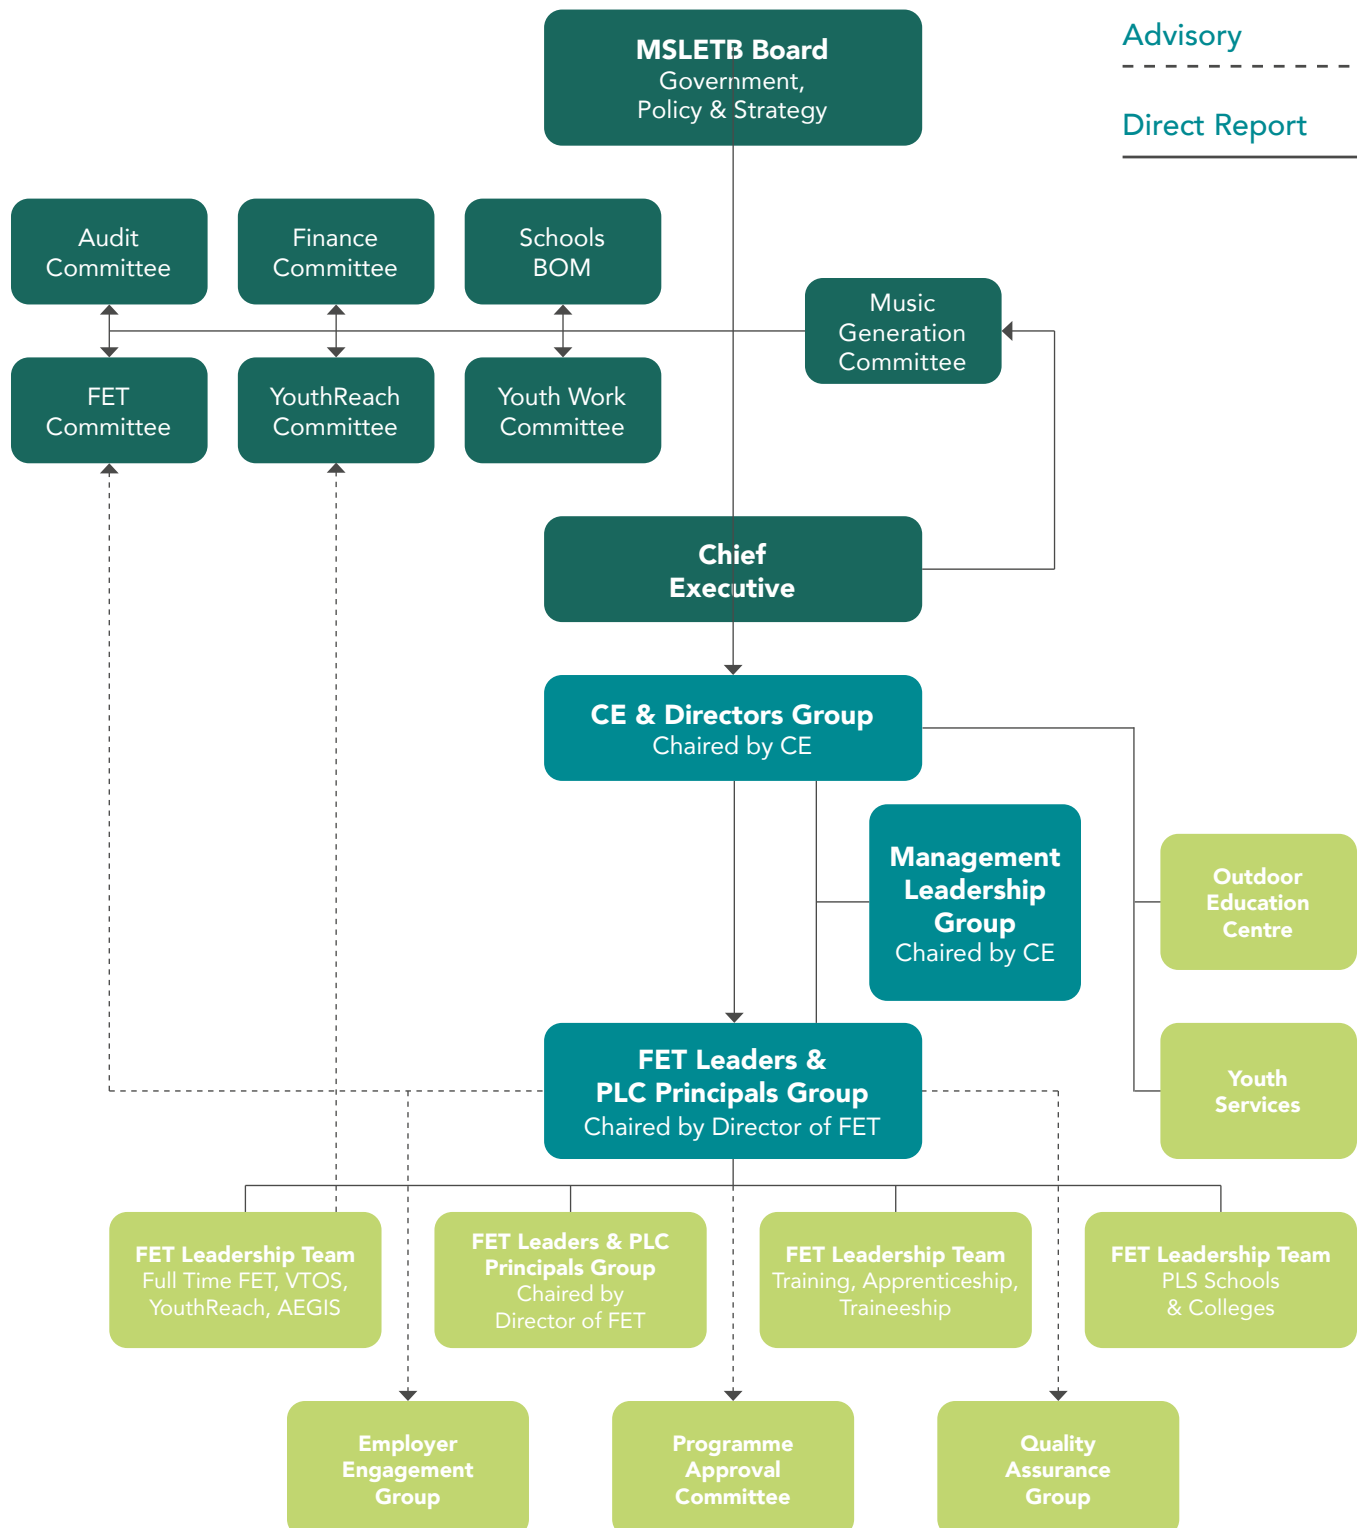 MSLETB Board
Government,
Policy & Strategy
Advisory
Direct Report
Audit
Committee
Finance
Committee
Schools
BOM
Music
Generation
Committee
FET
Committee
YouthReach
Committee
Youth Work
Committee
Chief
Executive
CE & Directors Group
Chaired by CE
Management
Leadership
Group
Chaired by CE
Outdoor
Education
Centre
FET Leaders &
PLC Principals Group
Chaired by Director of FET
Youth
Services
FET Leadership Team
Full Time FET, VTOS,
YouthReach, AEGIS
FET Leaders & PLC
Principals Group
Chaired by
Director of FET
FET Leadership Team
Training, Apprenticeship,
Traineeship
FET Leadership Team
PLS Schools
& Colleges
Employer
Engagement
Group
Programme
Approval
Committee
Quality
Assurance
Group